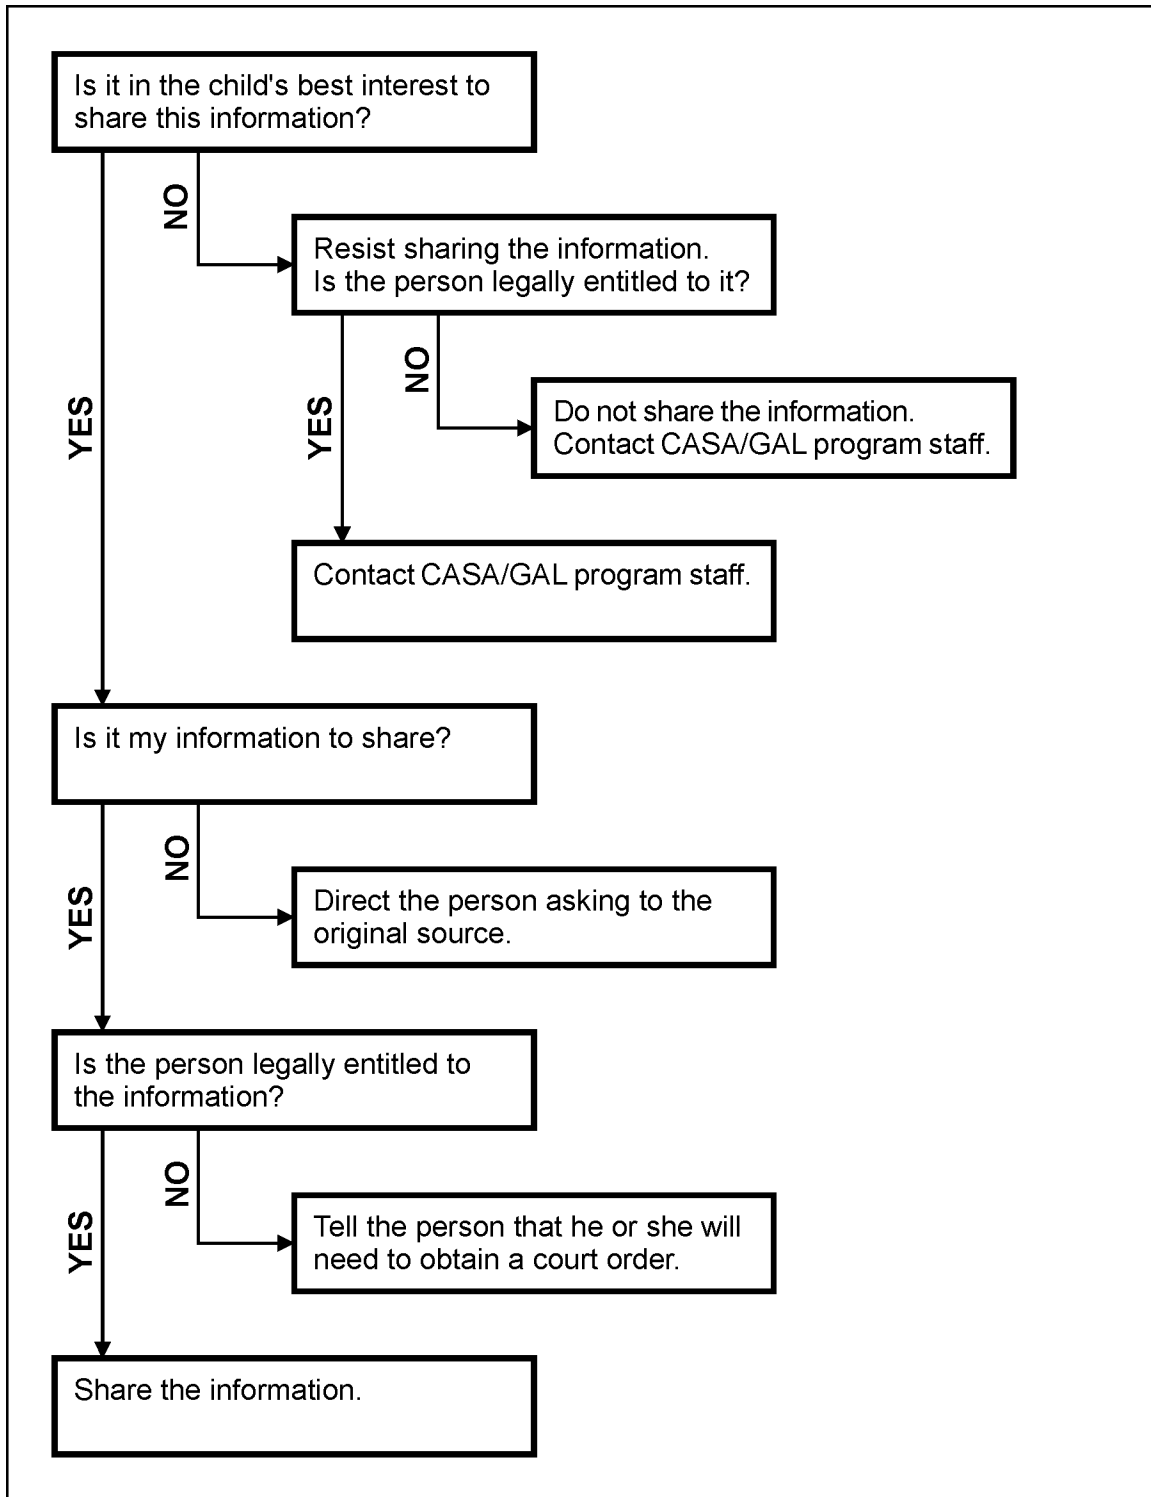 Is it in the child's best interest to
share this information?
NO
Resist sharing the information.
Is the person legally entitled to it?
YES
YES
NO
Do not share the information.
Contact CASA/GAL program staff.
Contact CASA/GAL program staff.
Is it my information to share?
YES
NO
Direct the person asking to the
original source.
Is the person legally entitled to
the information?
YES
NO
Tell the person that he or she will
need to obtain a court order.
Share the information.